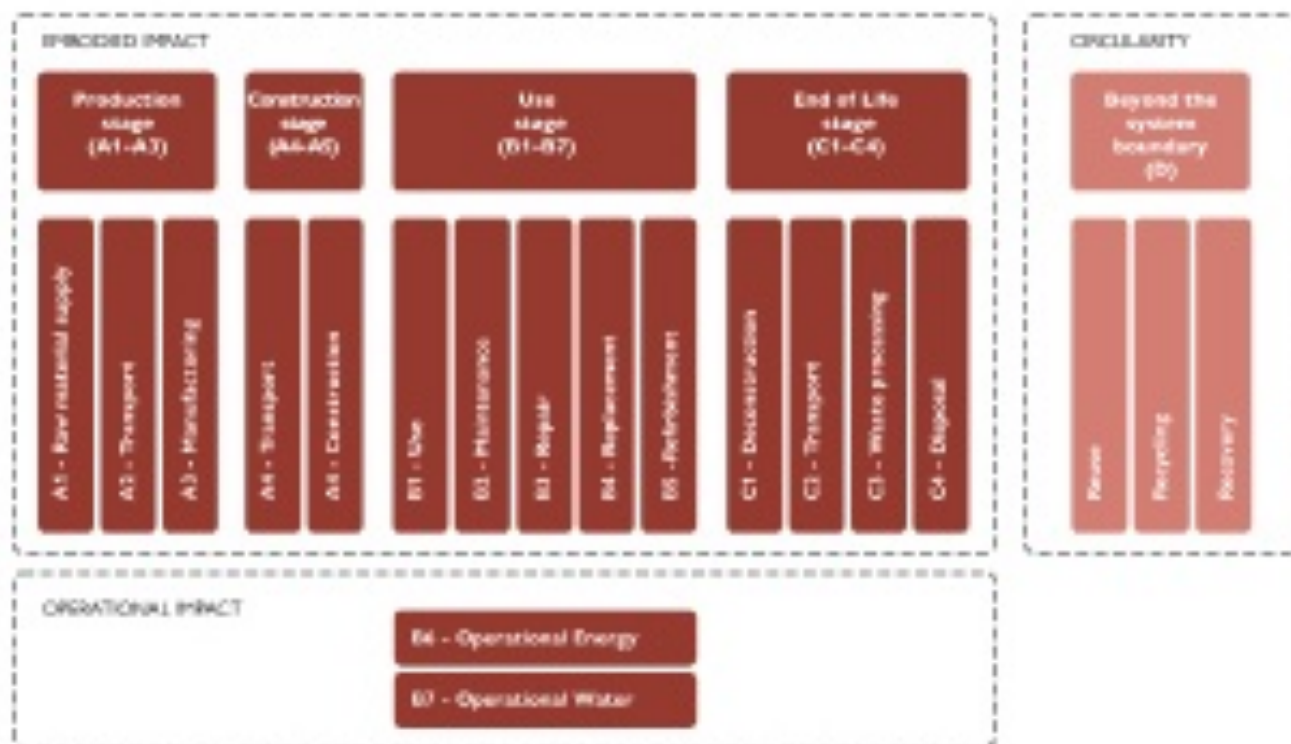 EMBODIED IMPACT
CIRCULARITY
Production
stage
(A1-A3)
Construction
stage
(A4-A5)
Use
stage
(B1-B7)
End of Life
stage
(C1-C4)
Beyond the
system
boundary
(D)
A1 - Raw material supply
A2 - Transport
A3 - Manufacturing
A4 - Transport
A5 - Construction
B1 - Use
B2 - Maintenance
B3 - Repair
B4 - Replacement
B5 - Refurbishment
C1 - Deconstruction
C2 - Transport
C3 - Waste processing
C4 - Disposal
Reuse
Recycling
Recovery
OPERATIONAL IMPACT
B6 - Operational Energy
B7 - Operational Water